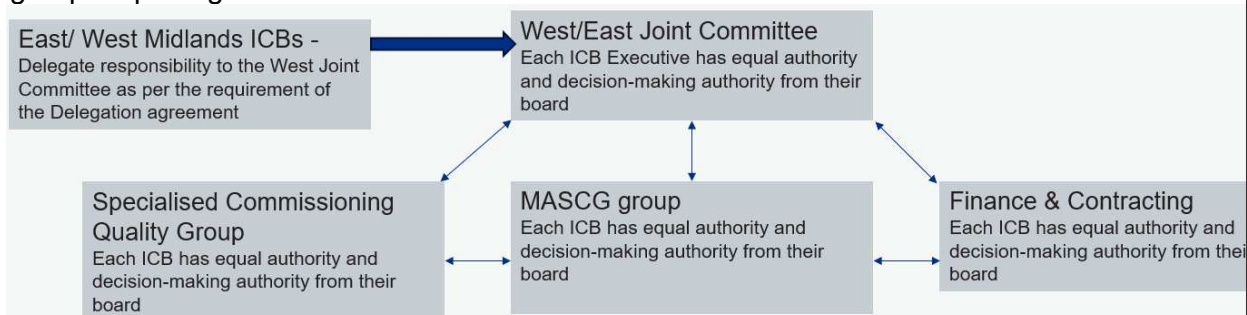 East/ West Midlands ICBs -
Delegate responsibility to the West Joint
Committee as per the requirement of
the Delegation agreement
West/East Joint Committee
Each ICB Executive has equal authority
and decision-making authority from their
board
Specialised Commissioning
Quality Group
Each ICB has equal authority and
decision-making authority from their
board
MASCG group
Each ICB has equal authority and
decision-making authority from their
board
Finance & Contracting
Each ICB has equal authority and
decision-making authority from thei
board